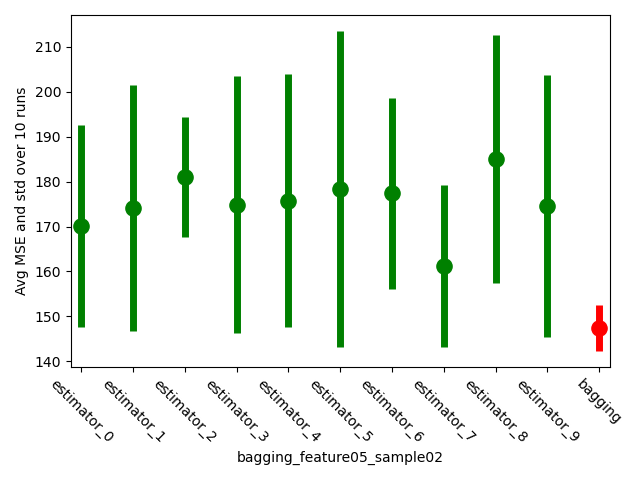 Avg MSE and std over 10 runs
210
200
190
180
170
160
150
140
estimator_0
estimator_1
estimator_2
estimator_3
estimator_4
estimator_5
estimator_6
estimator_7
estimator_8
estimator_9
bagging
bagging_feature05_sample02